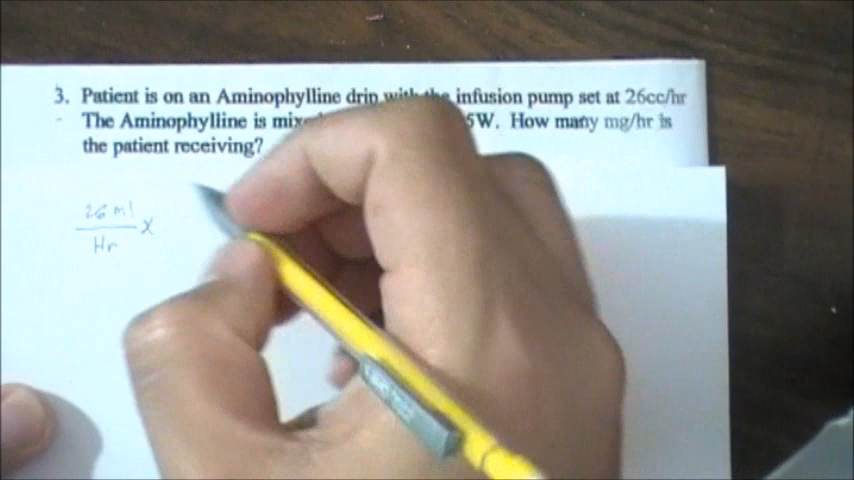 3. Patient is on an Aminophylline drip with the infusion pump set at 26cc/hr
- The Aminophylline is 5W. How many mg/hr is
the patient receiving?
26 ml x
Hr